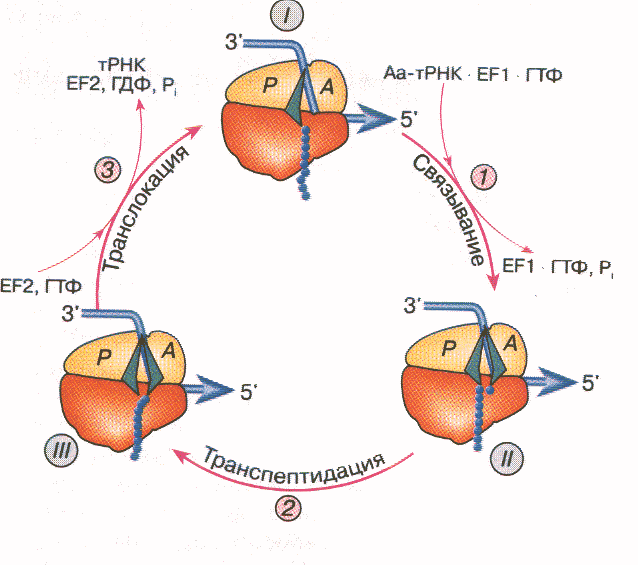 I
3'
P A
5'
тРНК
EF2, ГДФ, Pi
Аа-тРНК · EF1 · ГТФ
3
Транслокация
1
Связывание
EF2, ГТФ
EF1 · ГТФ, Pi
3'
P A
5'
III
3'
P A
5'
II
Транспептидация
2